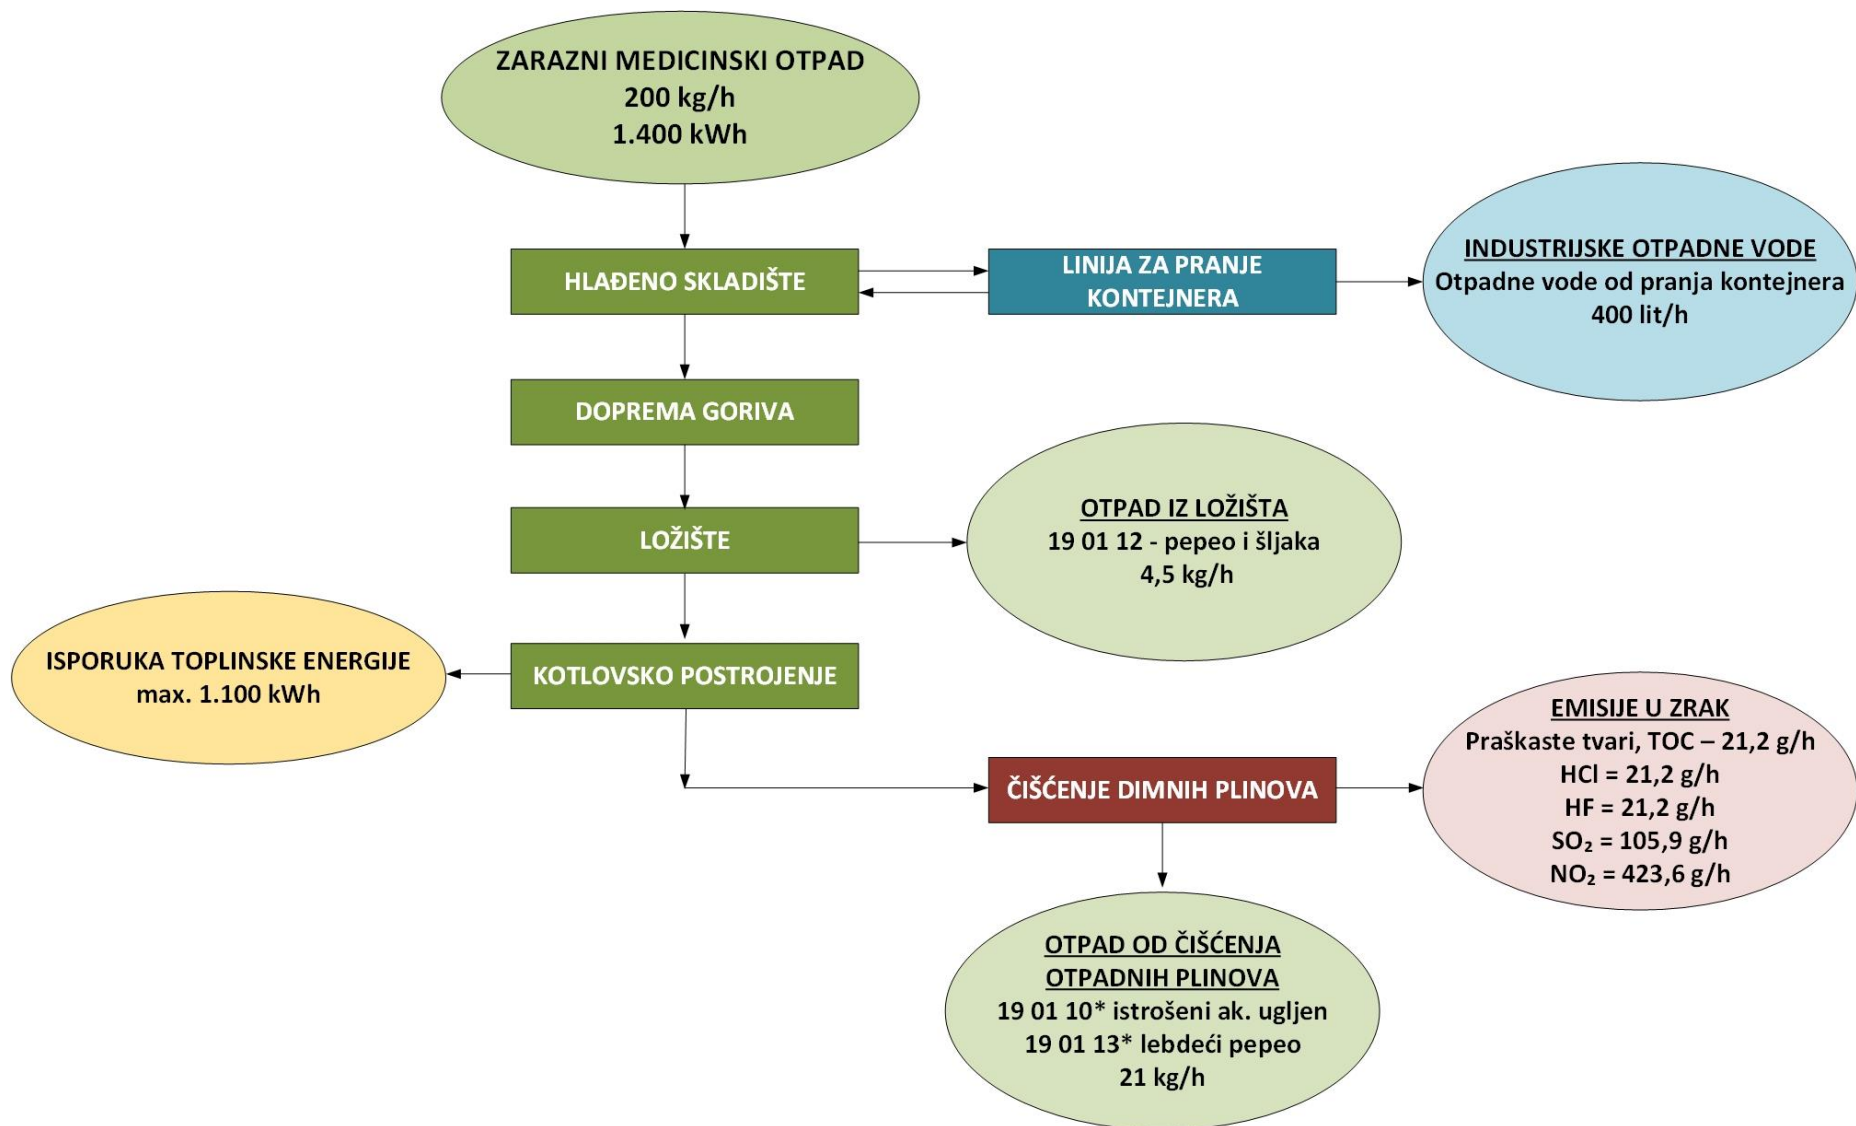 ZARAZNI MEDICINSKI OTPAD
200 kg/h
1.400 kWh
HLAĐENO SKLADIŠTE
LINIJA ZA PRANJE
KONTEJNERA
INDUSTRIJSKE OTPADNE VODE
Otpadne vode od pranja kontejnera
400 lit/h
DOPREMA GORIVA
LOŽIŠTE
OTPAD IZ LOŽIŠTA
19 01 12 - pepeo i šljaka
4,5 kg/h
ISPORUKA TOPLINSKE ENERGIJE
max. 1.100 kWh
KOTLOVSKO POSTROJENJE
ČIŠĆENJE DIMNIH PLINOVA
EMISIJE U ZRAK
Praškaste tvari, TOC – 21,2 g/h
HCl = 21,2 g/h
HF = 21,2 g/h
SO₂ = 105,9 g/h
NO₂ = 423,6 g/h
OTPAD OD ČIŠĆENJA
OTPADNIH PLINOVA
19 01 10* istrošeni ak. ugljen
19 01 13* lebdeći pepeo
21 kg/h